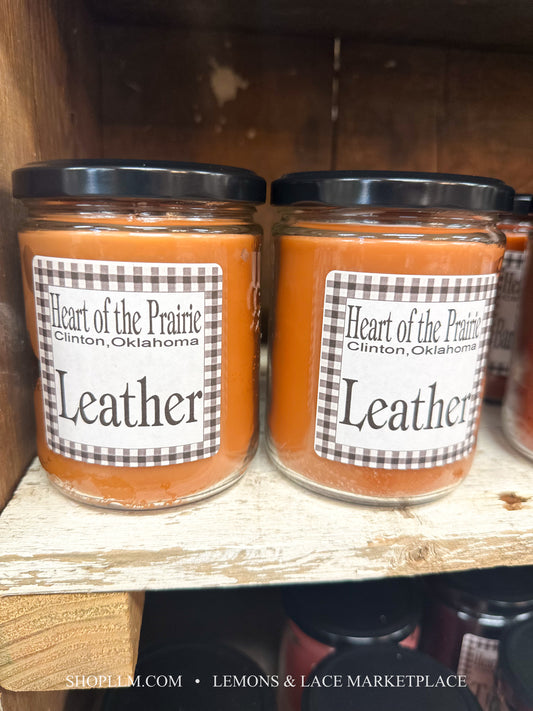 Heart of the Prairie
Clinton,Oklahoma
Leather
Heart of the Prairie
Clinton,Oklahoma
Leather
SHOPLLM.COM • LEMONS & LACE MARKETPLACE